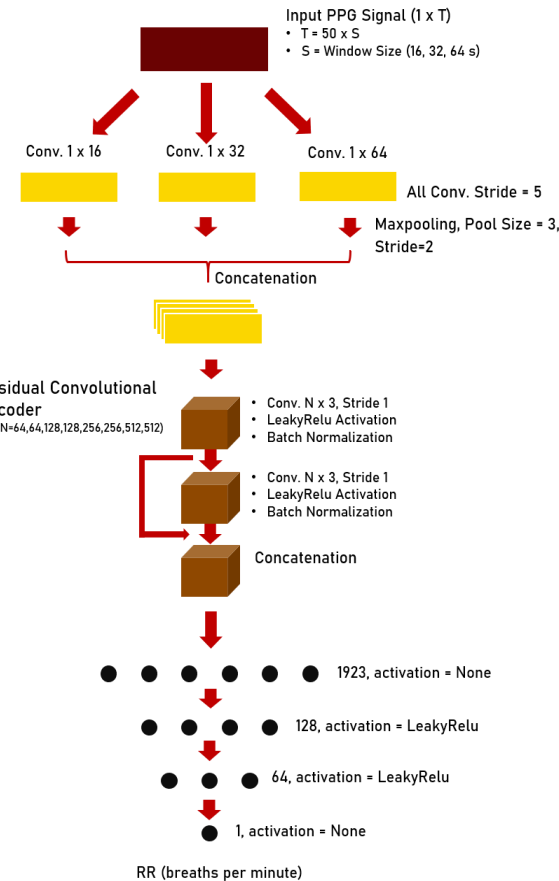 Input PPG Signal (1 x T)
• T = 50 x S
• S = Window Size (16, 32, 64 s)
Conv. 1 x 16
Conv. 1 x 32
Conv. 1 x 64
All Conv. Stride = 5
Maxpooling, Pool Size = 3,
Stride=2
Concatenation
sidual Convolutional
coder
N=64,64,128,128,256,256,512,512)
• Conv. N x 3, Stride 1
• LeakyRelu Activation
• Batch Normalization
• Conv. N x 3, Stride 1
• LeakyRelu Activation
• Batch Normalization
Concatenation
1923, activation = None
128, activation = LeakyRelu
64, activation = LeakyRelu
1, activation = None
RR (breaths per minute)